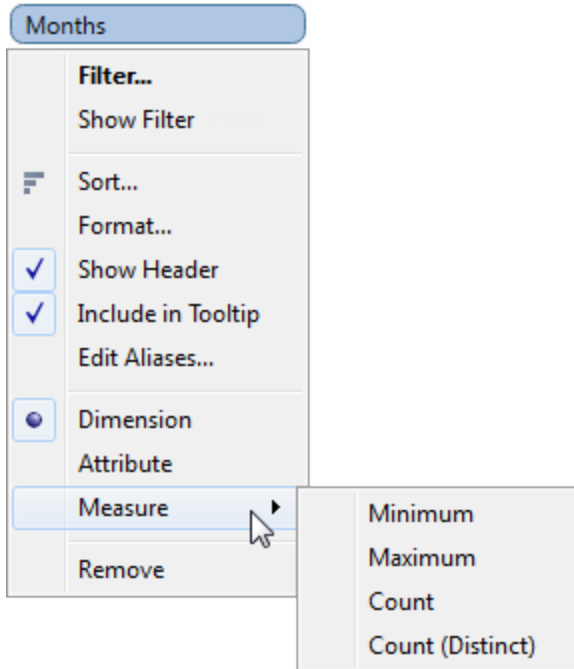 Months
Filter...
Show Filter
Sort...
Format...
Show Header
Include in Tooltip
Edit Aliases...
Dimension
Attribute
Measure
Remove
Minimum
Maximum
Count
Count (Distinct)